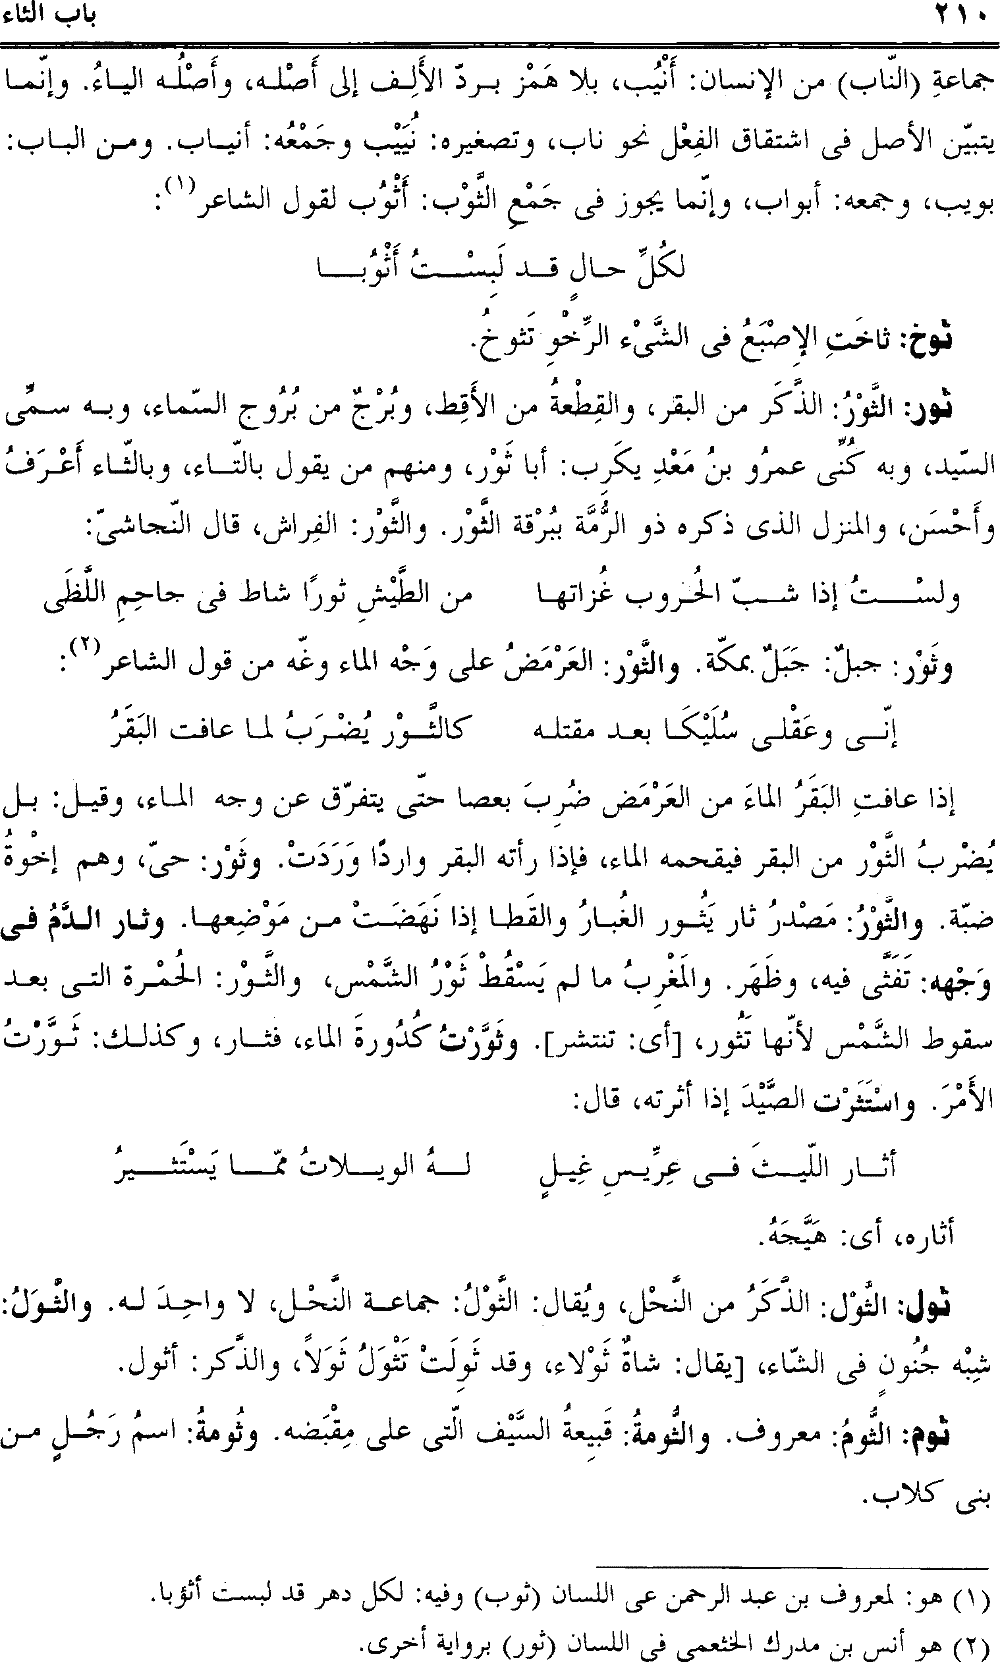 ٢١٠ باب الثاء
جماعةِ (النّاب) من الإنسان: أَنْيُب، بلا هَمْز بردّ الأَلِف إلى أَصْله، وأَصْلُه الياءُ. وإنّما
يتبيّن الأصل فى اشتقاق الفِعْل نحو ناب، وتصغيره: نُيَيْب وجَمْعُه: أنياب. ومن الباب:
بويب، وجمعه: أبواب، وإنّما يجوز فى جَمْعِ الثَّوْب: أَثْوُب لقول الشاعر(١):
لكُلِّ حالٍ قد لَبِسْتُ أَثْوُبا
ثوخ: ثاخَتِ الإِصْبَعُ فى الشَّىْء الرِّخْوِ تَثوخُ.
ثور: الثَّوْرُ: الذَّكَر من البقر، والقِطْعةُ من الأَقِط، وبُرْجٌ من بُرُوج السّماء، وبه سمِّى
السّيد، وبه كُنِّى عمرُو بنُ مَعْدِ يكَرِب: أبا ثَوْر، ومنهم من يقول بالتّاء، وبالثّاء أَعْرَفُ
وأَحْسَن، والمنزل الذى ذكره ذو الرُّمَّة ببُرْقة الثَّوْر. والثَّوْر: الفِراش، قال النّجاشىّ:
ولسْتُ إذا شبّ الحُروب غُزاتها من الطَّيْشِ ثورًا شاط فى جاحِمِ اللَّظَى
وثَوْر: جبلٌ: جَبَلٌ بمكّة. والثَّوْر: العَرْمَضُ على وَجْه الماء وغّه من قول الشاعر(٢):
إنّى وعَقْلى سُلَيْكَا بعد مقتله كالثَّوْر يُضْرَبُ لما عافت البَقَرُ
إذا عافتِ البَقَرُ الماءَ من العَرْمَض ضُرِبَ بعصا حتّى يتفرّق عن وجه الماء، وقيل: بل
يُضْرَبُ الثَّوْر من البقر فيقحمه الماء، فإذا رأته البقر واردًا وَرَدَتْ. وثَوْر: حىّ، وهم إخْوةُ
ضبّة. والثَّوْرُ: مَصْدرُ ثار يَثُور الغُبارُ والقَطا إذا نَهَضَتْ من مَوْضِعها. وثار الدَّمُ فى
وَجْهه: تَفَثَّى فيه، وظَهَر. والمَغْرِبُ ما لم يَسْقُطْ ثَوْرُ الشَّمْس، والثَّوْر: الحُمْرة التى بعد
سقوط الشَّمْس لأنّها تَثُور، [أى: تنتشر]. وثَوَّرْتُ كُدُورةَ الماء، فثار، وكذلك: ثَوَّرْتُ
الأَمْرَ. واسْتَثَرْت الصَّيْدَ إذا أثرته، قال:
أثار اللّيثَ فى عِرِّيسِ غِيلٍ لهُ الويلاتُ ممّا يَسْتَثيرُ
أثاره، أى: هَيَّجَهُ.
ثول: الثَّوْل: الذَّكَرُ من النَّحْل، ويُقال: الثَّوْلُ: جماعة النَّحْل، لا واحِدَ له. والثَّوَلُ:
شِبْه جُنُونٍ فى الشّاء، [يقال: شاةٌ ثَوْلاء، وقد ثَوِلَتْ تَثْوَلُ ثَوَلاً، والذَّكر: أثول.
ثوم: الثُّومُ: معروف. والثُّومةُ: قَبِيعةُ السَّيْف الّتى على مِقْبَضه. وثُومةُ: اسمُ رَجُلٍ من
بنى كلاب.
(١) هو: لمعروف بن عبد الرحمن عى اللسان (ثوب) وفيه: لكل دهر قد لبست أثؤبا.
(٢) هو أنس بن مدرك الخثعمى فى اللسان (ثور) برواية أخرى.